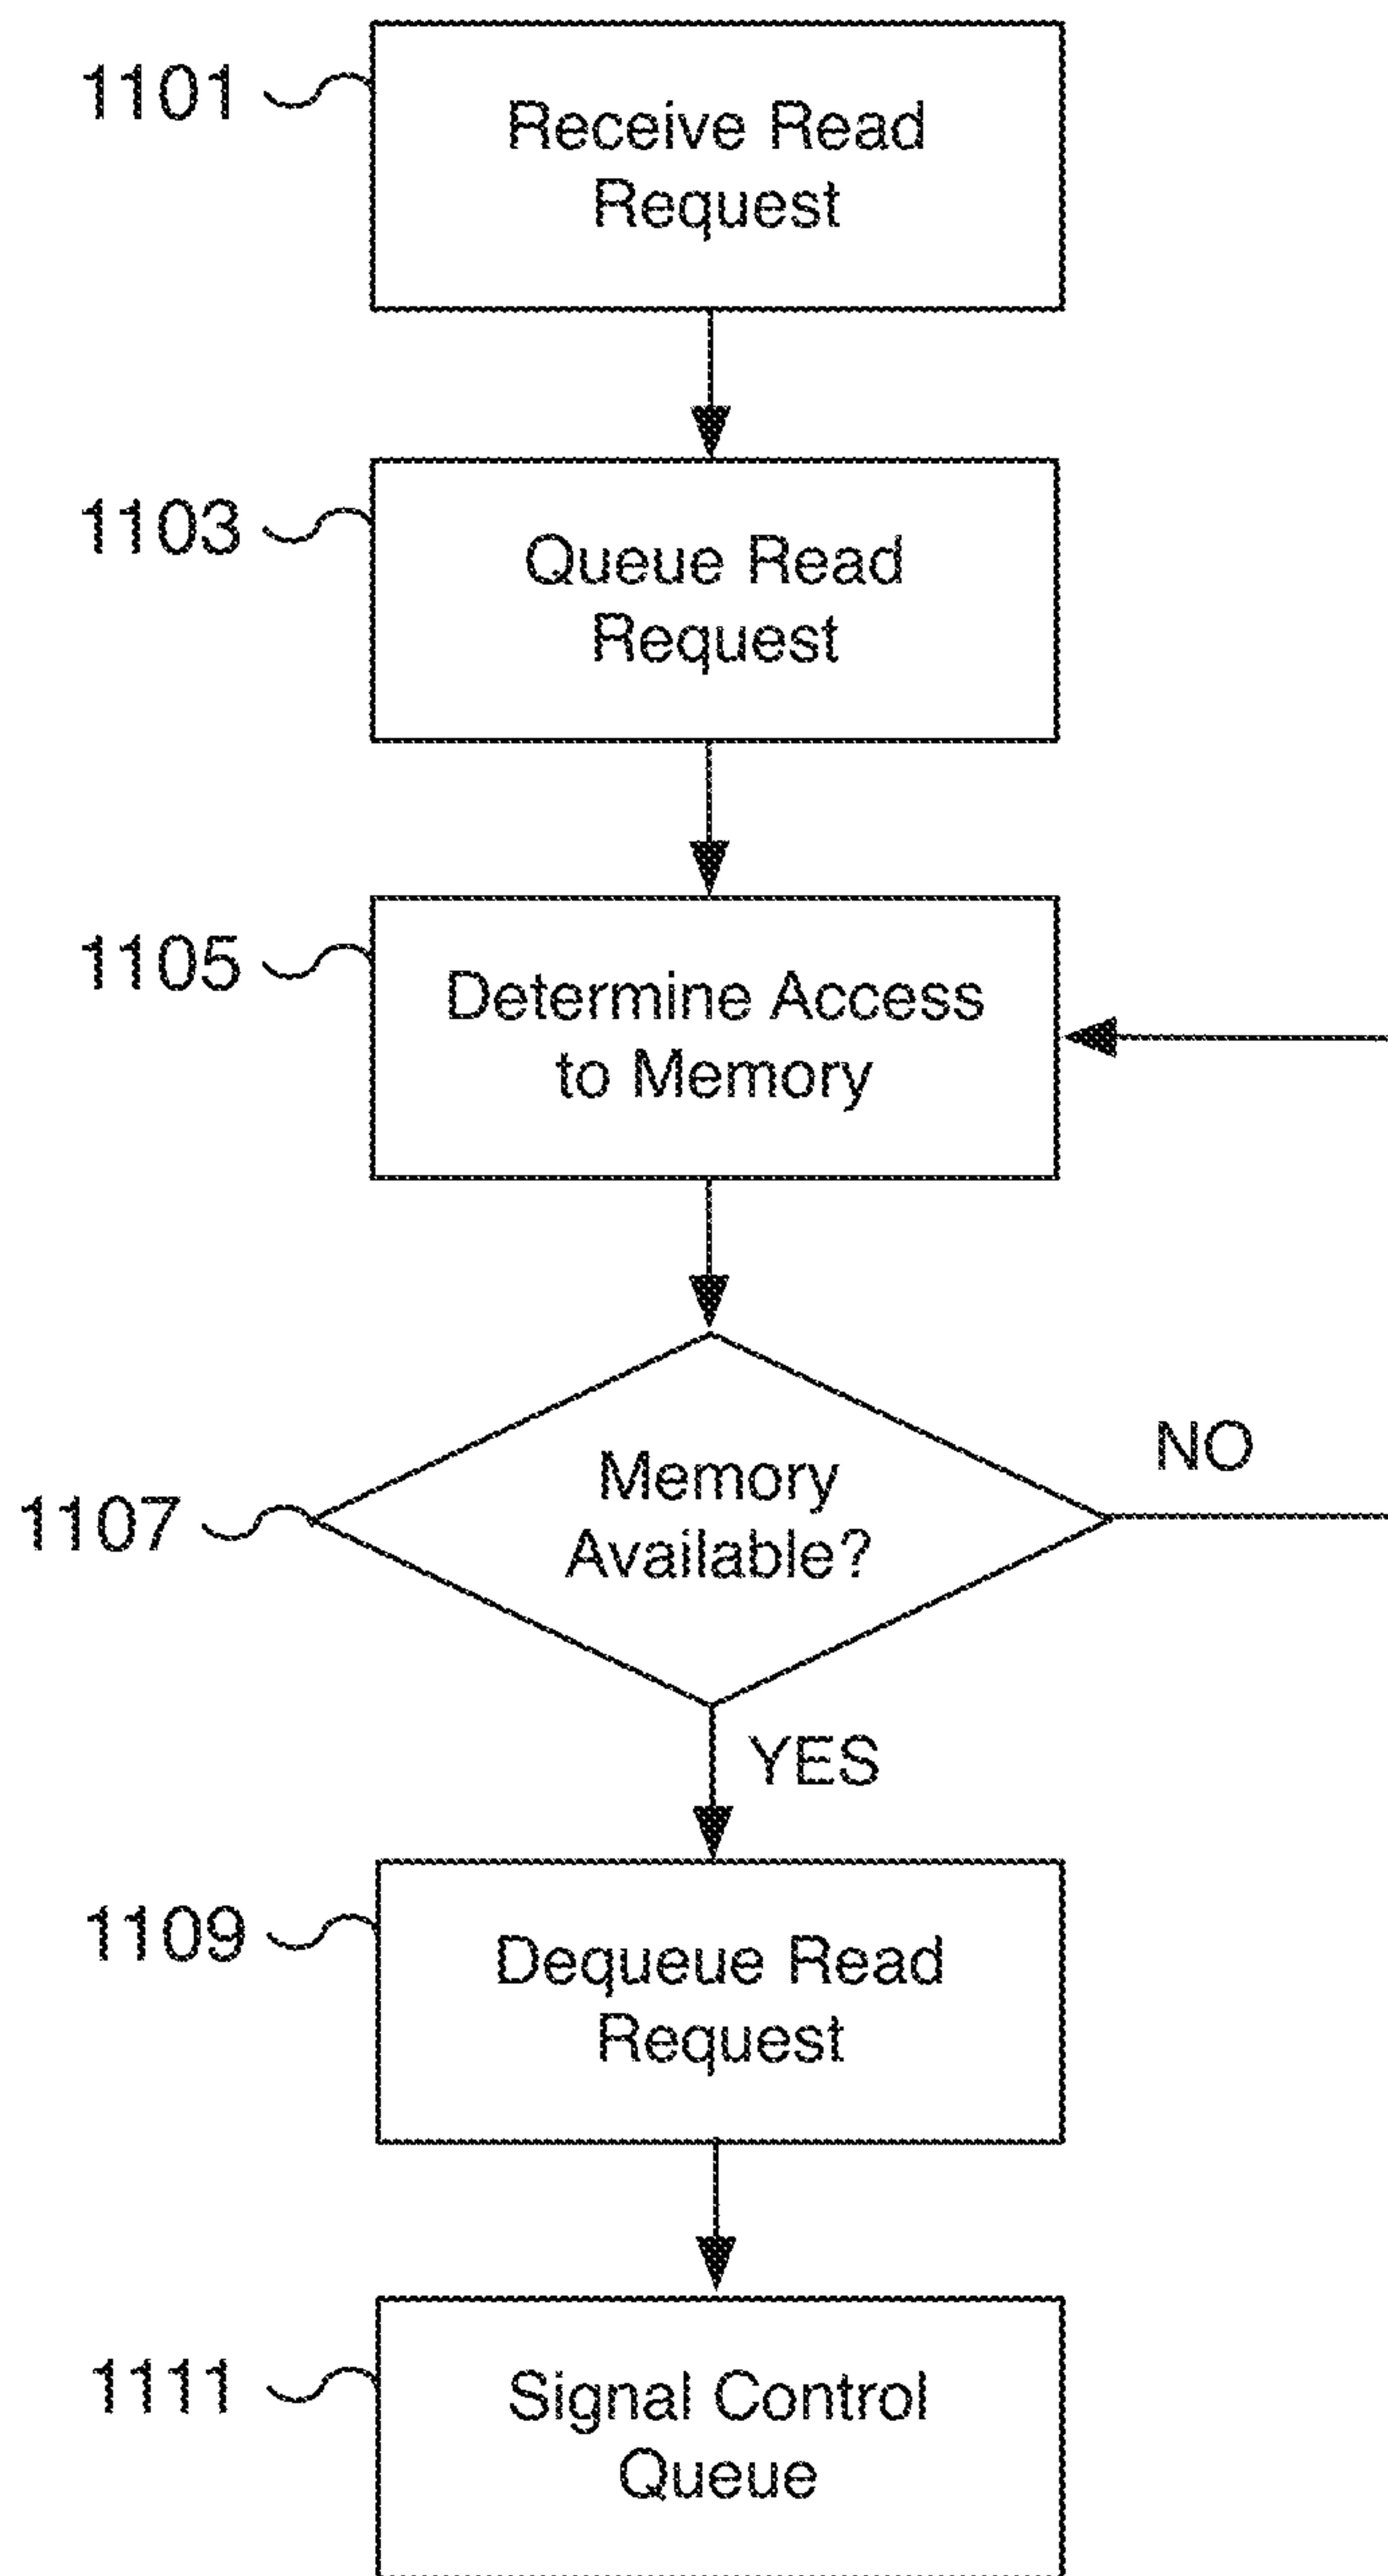 1101
Receive Read
Request
1103
Queue Read
Request
1105
Determine Access
to Memory
1107
Memory
Available?
NO
YES
1109
Dequeue Read
Request
1111
Signal Control
Queue